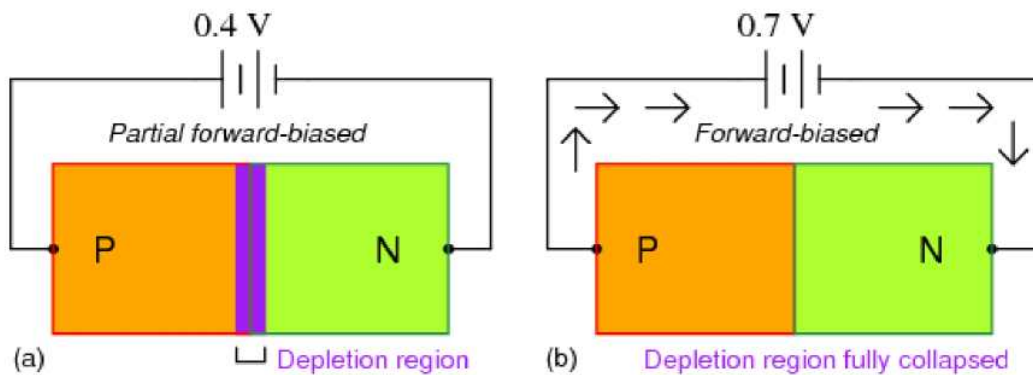 0.4 V
Partial forward-biased
P
N
(a)
Depletion region
0.7 V
Forward-biased
P
N
(b)
Depletion region fully collapsed